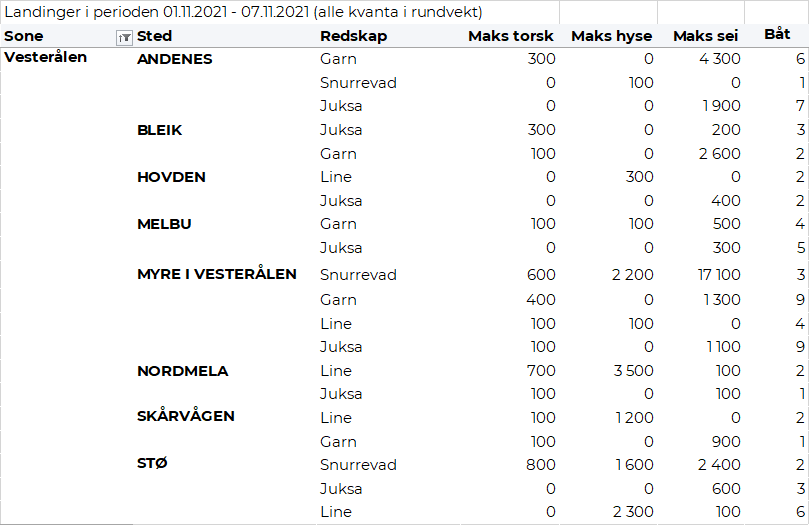 Landinger i perioden 01.11.2021 - 07.11.2021 (alle kvanta i rundvekt)
Sone Sted Redskap Maks torsk Maks hyse Maks sei Båt
Vesterålen ANDENES Garn 300 0 4 300 6
Snurrevad 0 100 0 1
Juksa 0 0 1 900 7
BLEIK Juksa 300 0 200 3
Garn 100 0 2 600 2
HOVDEN Line 0 300 0 2
Juksa 0 0 400 2
MELBU Garn 100 100 500 4
Juksa 0 0 300 5
MYRE I VESTERÅLEN Snurrevad 600 2 200 17 100 3
Garn 400 0 1 300 9
Line 100 100 0 4
Juksa 100 0 1 100 9
NORDMELA Line 700 3 500 100 2
Juksa 100 0 100 1
SKÅRVÅGEN Line 100 1 200 0 2
Garn 100 0 900 1
STØ Snurrevad 800 1 600 2 400 2
Juksa 0 0 600 3
Line 0 2 300 100 6